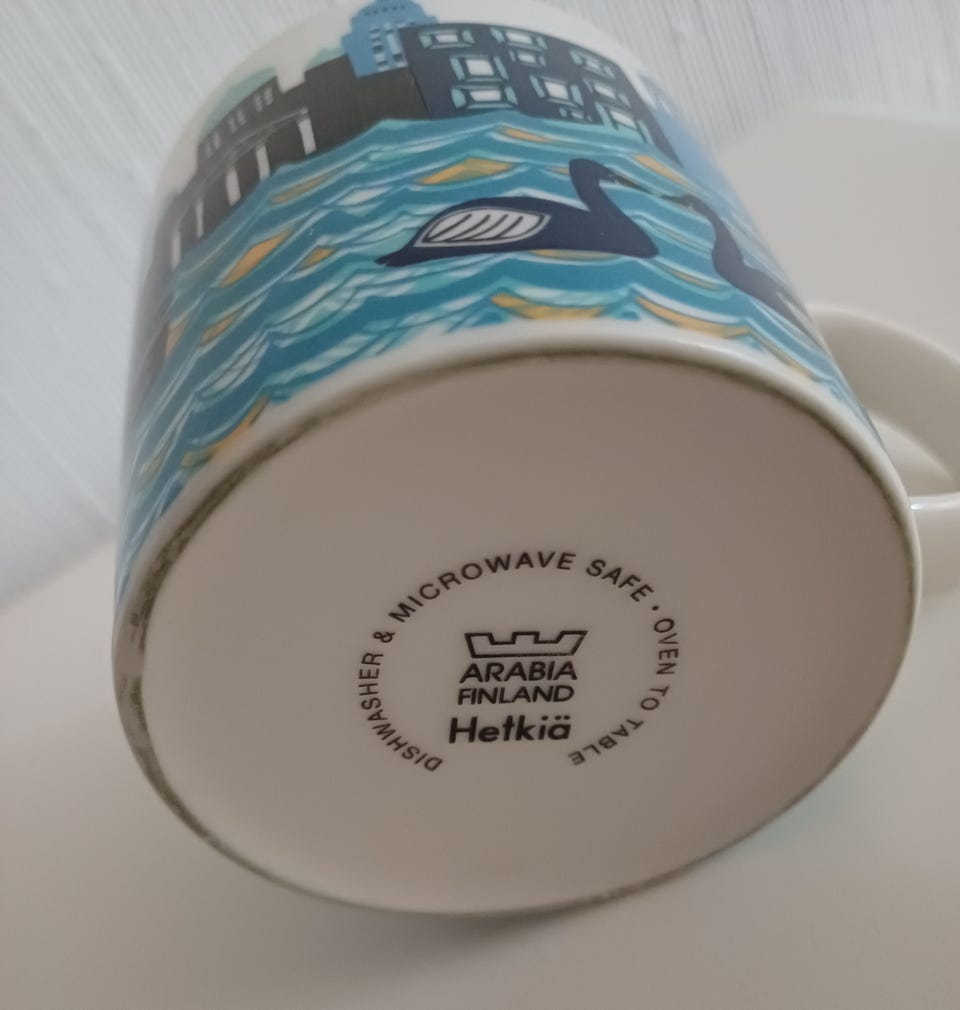 DISHWASHER & MICROWAVE SAFE · OVEN TO TABLE
ARABIA
FINLAND
Hetkiä